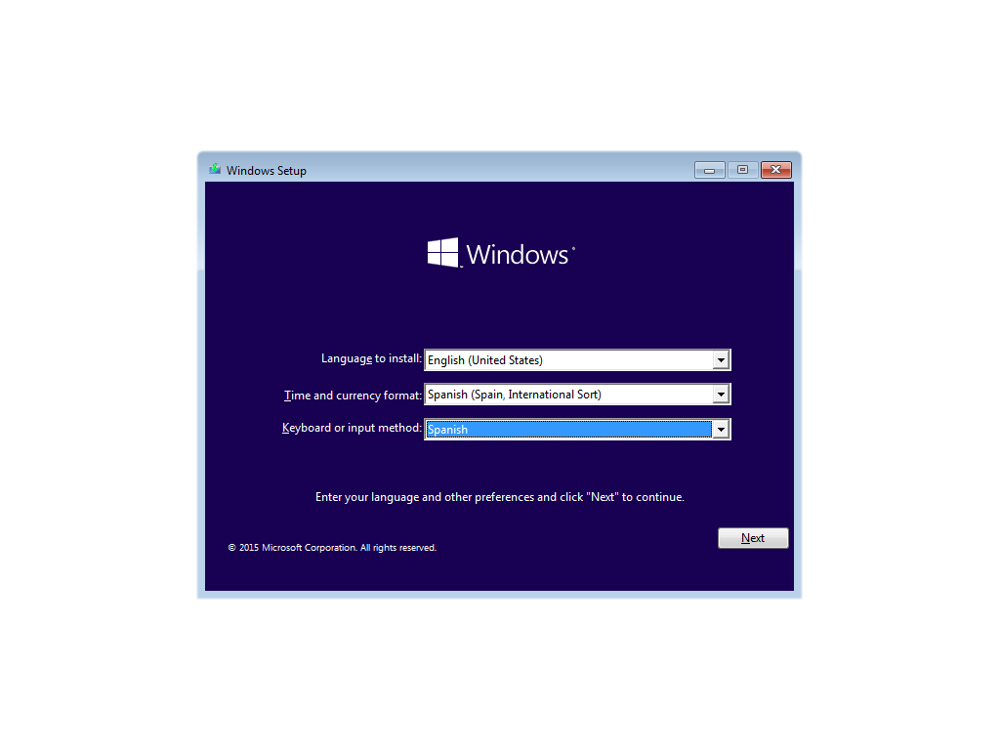 Windows Setup
Windows
Language to install: English (United States)
Time and currency format: Spanish (Spain, International Sort)
Keyboard or input method: Spanish
Enter your language and other preferences and click "Next" to continue.
Next
© 2015 Microsoft Corporation. All rights reserved.